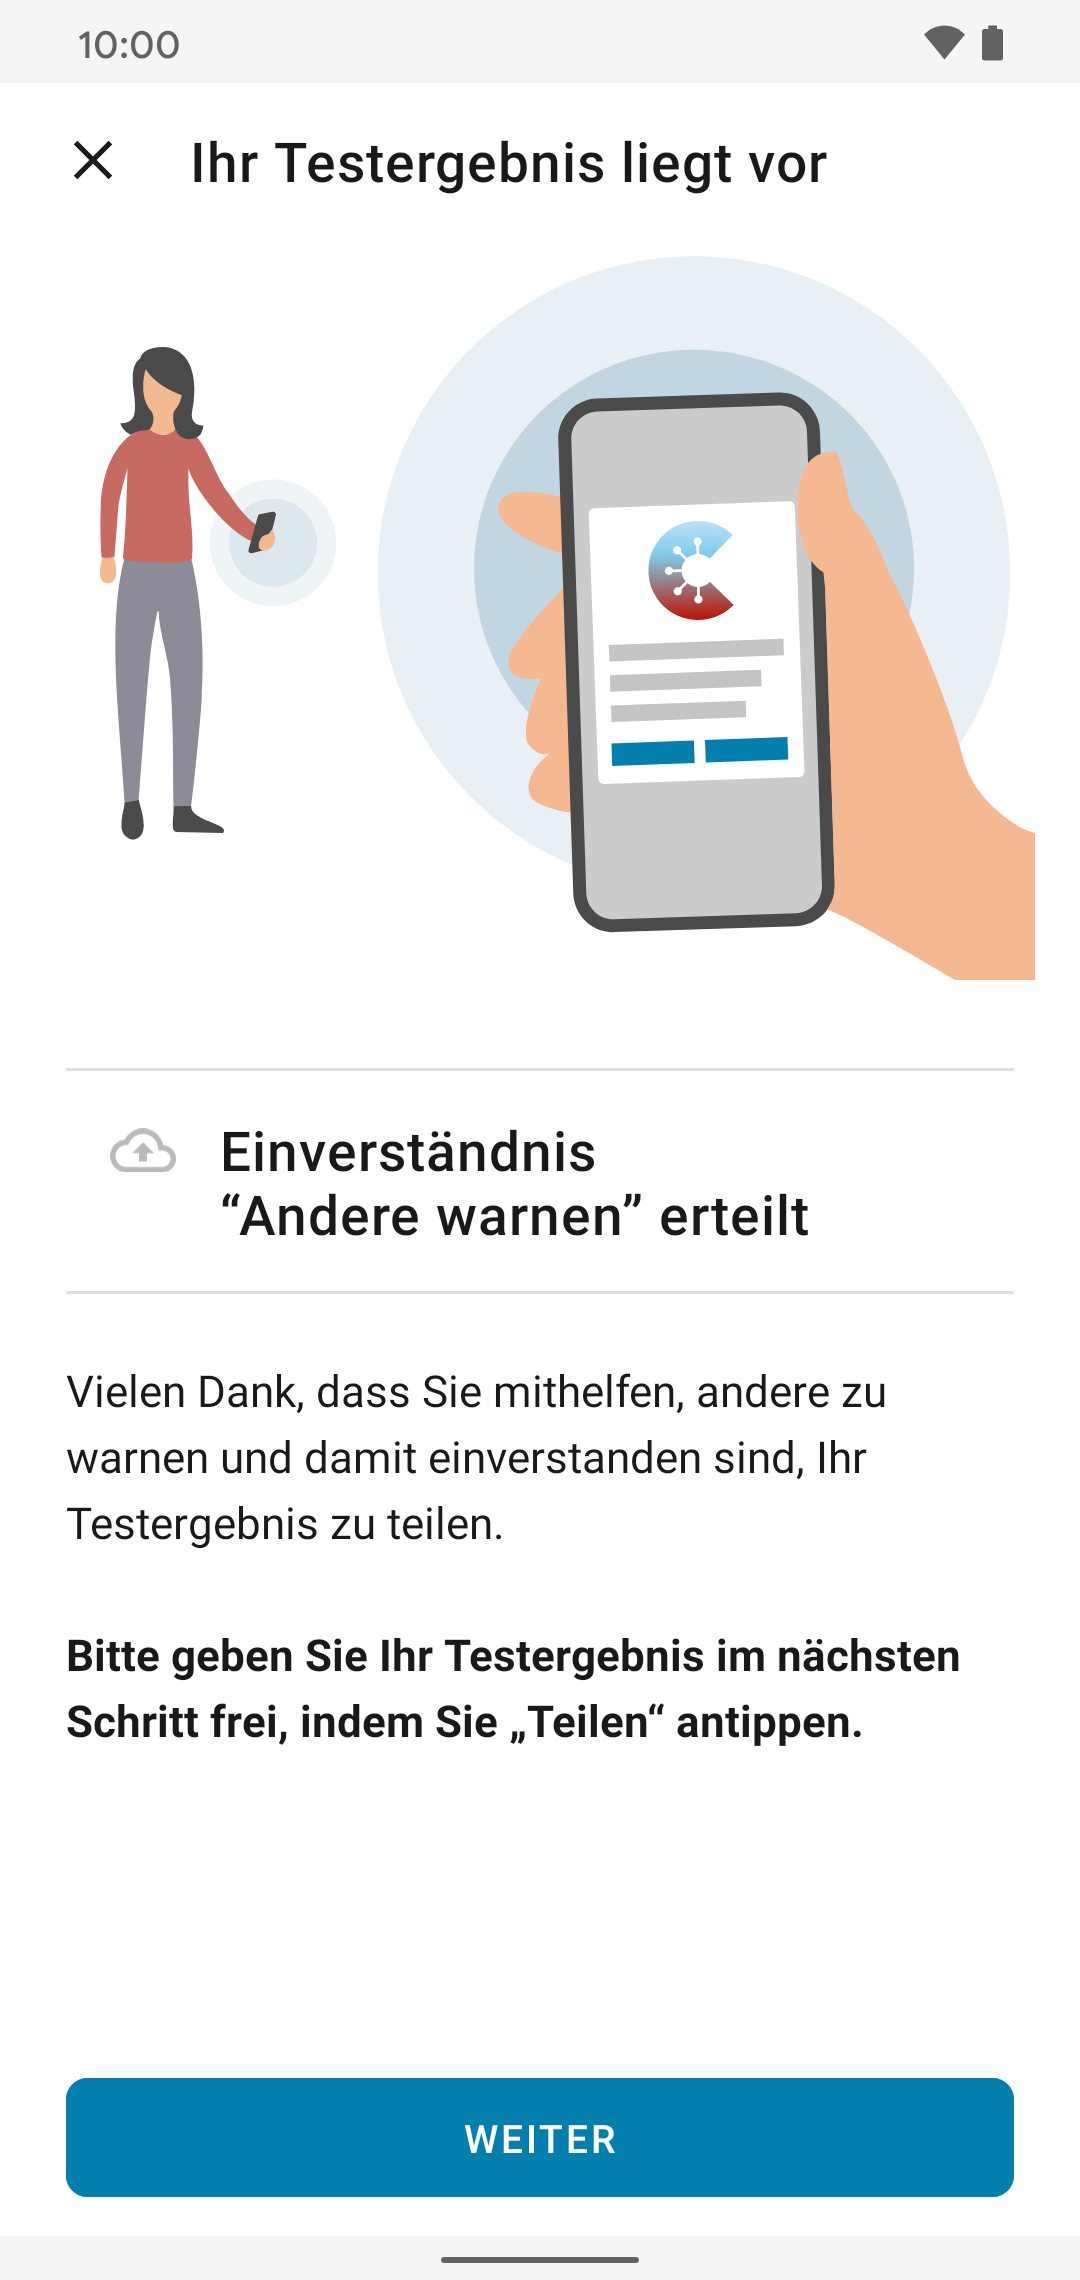 10:00
Ihr Testergebnis liegt vor
Einverständnis
“Andere warnen” erteilt
Vielen Dank, dass Sie mithelfen, andere zu
warnen und damit einverstanden sind, Ihr
Testergebnis zu teilen.
Bitte geben Sie Ihr Testergebnis im nächsten
Schritt frei, indem Sie „Teilen“ antippen.
WEITER